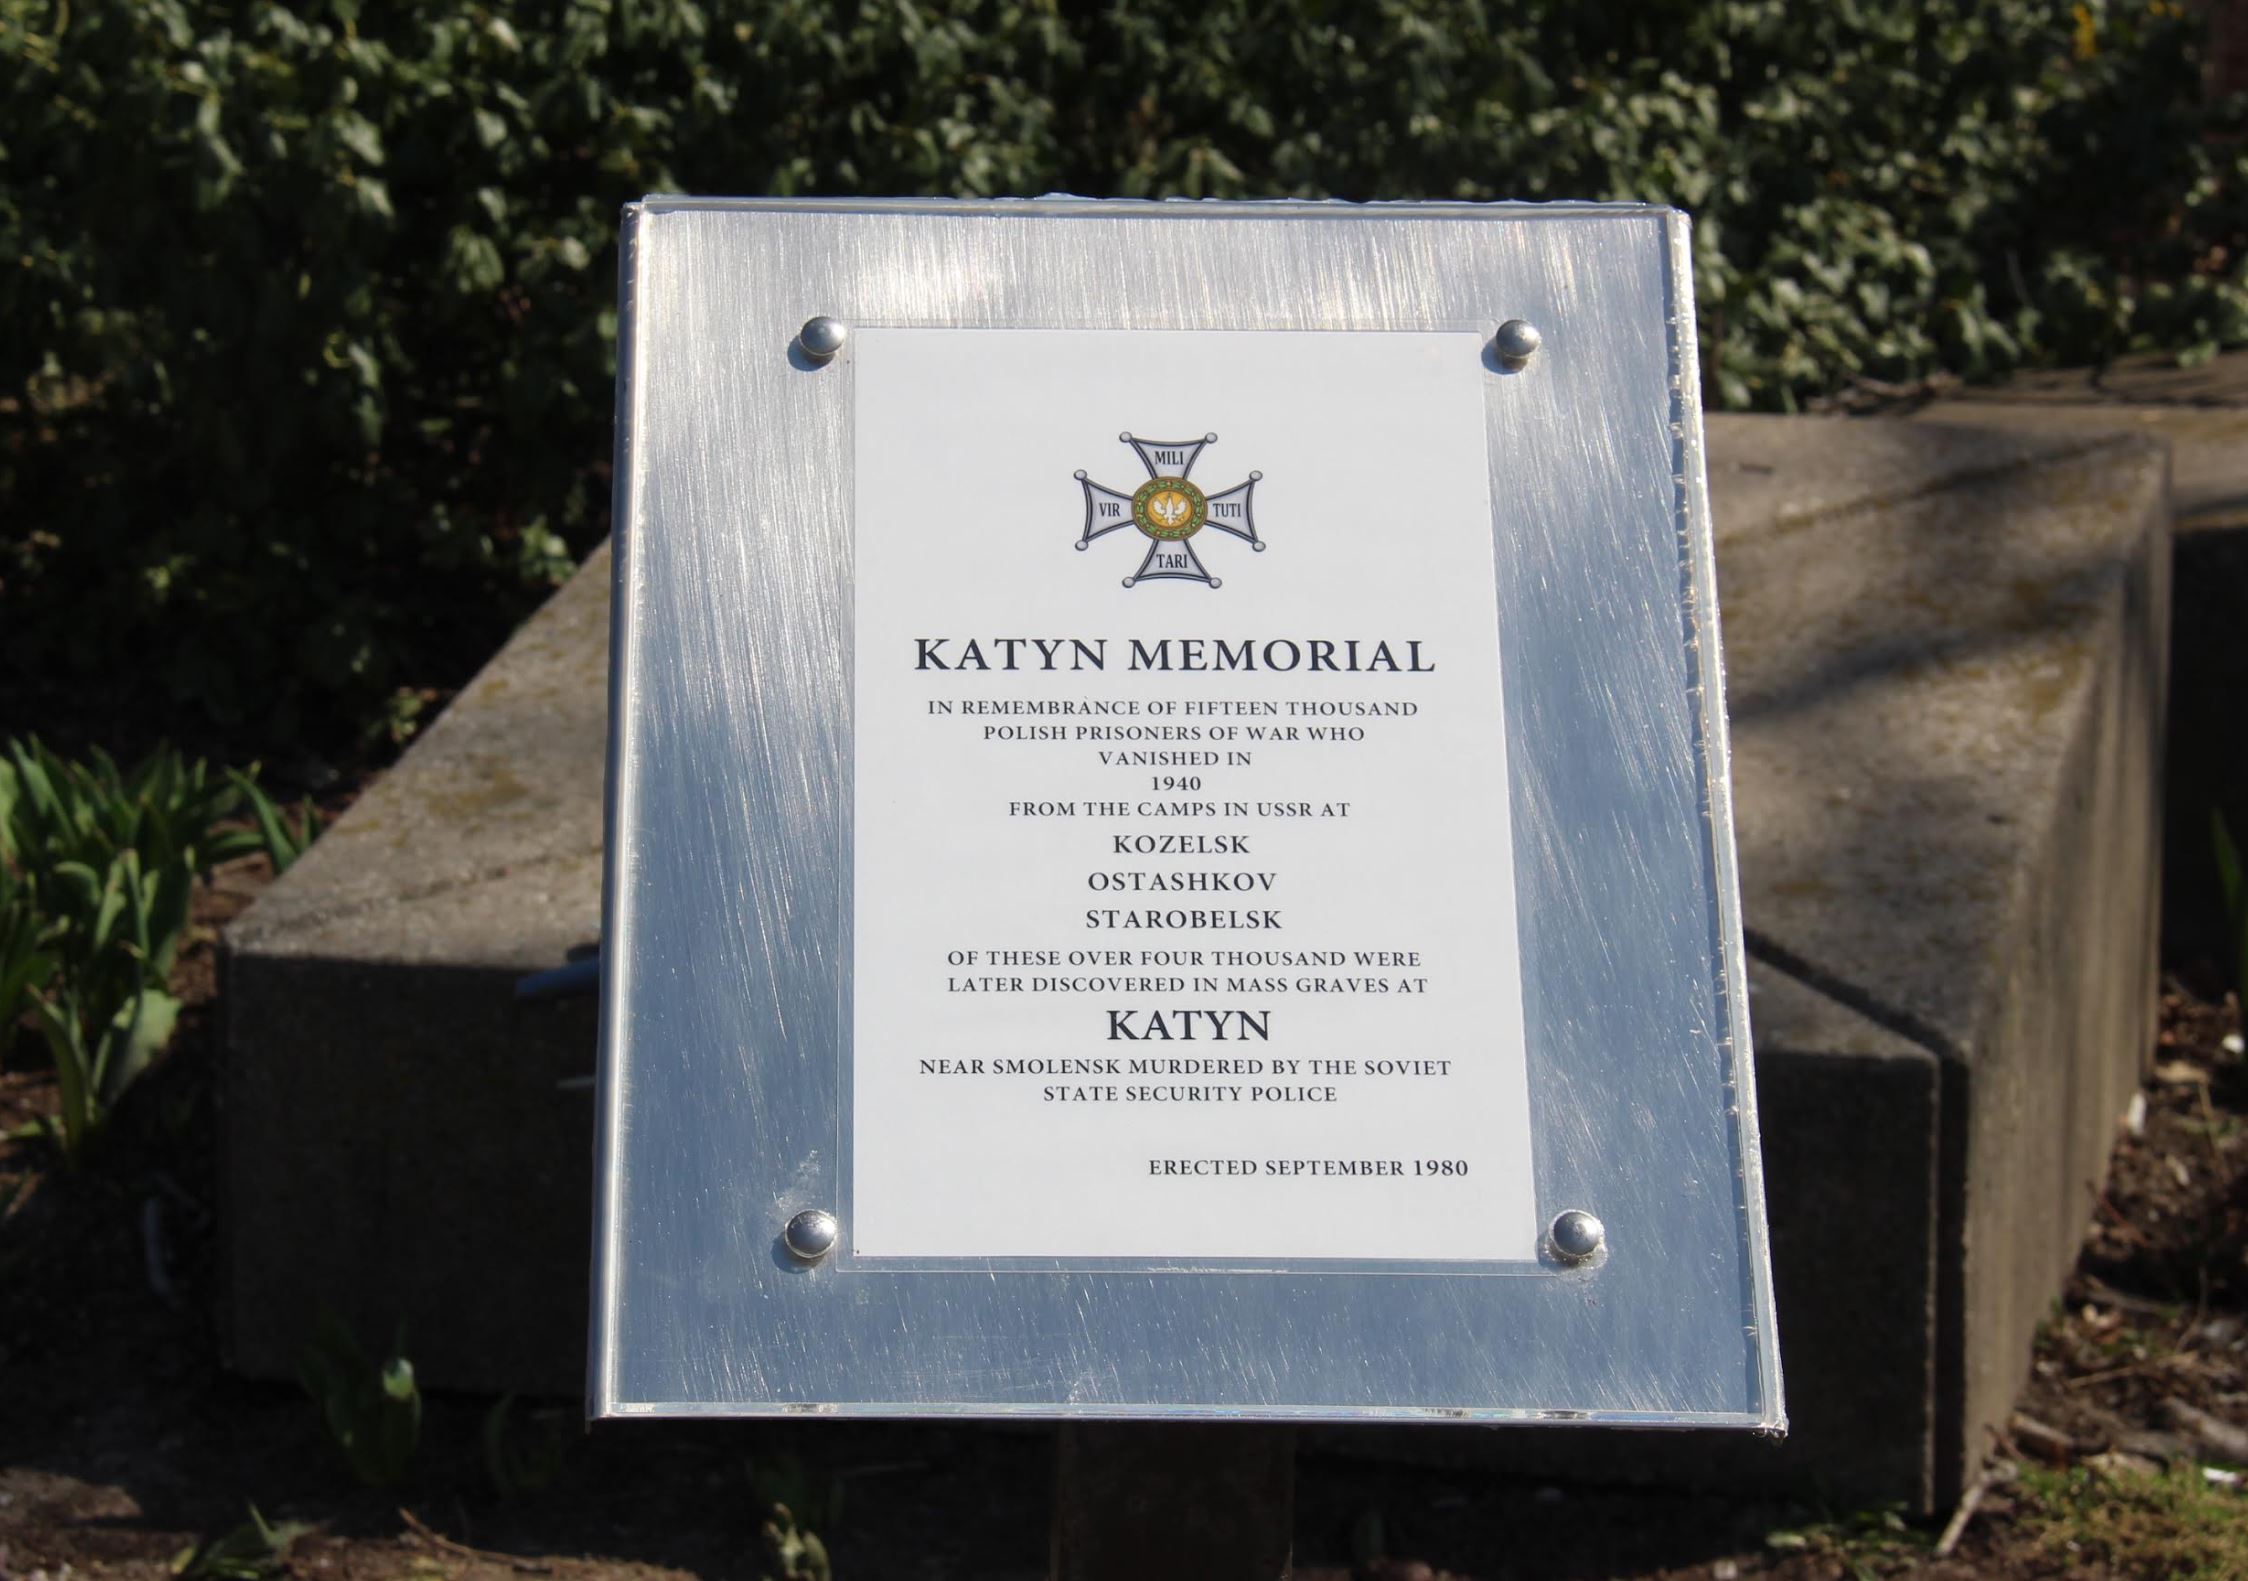 MILI
VIR TUTI
TARI
KATYN MEMORIAL
IN REMEMBRANCE OF FIFTEEN THOUSAND
POLISH PRISONERS OF WAR WHO
VANISHED IN
1940
FROM THE CAMPS IN USSR AT
KOZELSK
OSTASHKOV
STAROBELSK
OF THESE OVER FOUR THOUSAND WERE
LATER DISCOVERED IN MASS GRAVES AT
KATYN
NEAR SMOLENSK MURDERED BY THE SOVIET
STATE SECURITY POLICE
ERECTED SEPTEMBER 1980